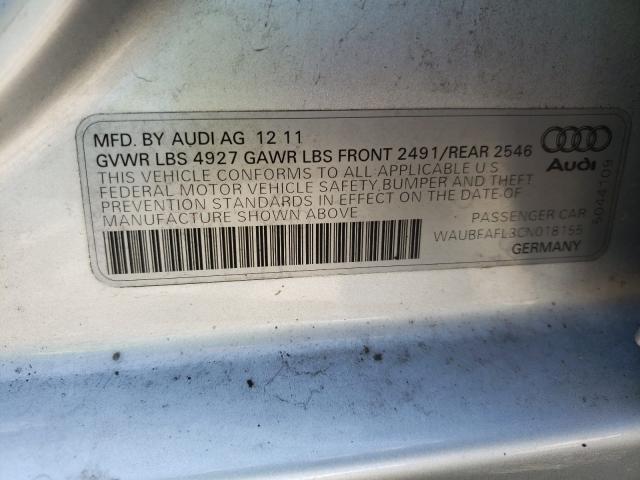 MFD. BY AUDI AG 12 11
GVWR LBS 4927 GAWR LBS FRONT 2491/REAR 2546
THIS VEHICLE CONFORMS TO ALL APPLICABLE U S
FEDERAL MOTOR VEHICLE SAFETY,BUMPER AND THEFT
PREVENTION STANDARDS IN EFFECT ON THE DATE OF
MANUFACTURE SHOWN ABOVE
Audi
PASSENGER CAR
WAUBFAFL3CN018155
GERMANY
5044109